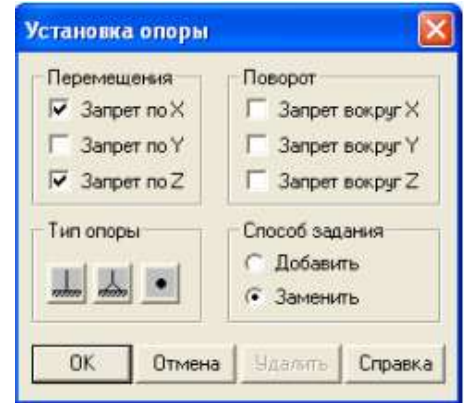 Установка опоры
Перемещения
Запрет по X
Запрет по Y
Запрет по Z
Поворот
Запрет вокруг X
Запрет вокруг Y
Запрет вокруг Z
Тип опоры
Способ задания
Добавить
Заменить
OK Отмена Удалить Справка